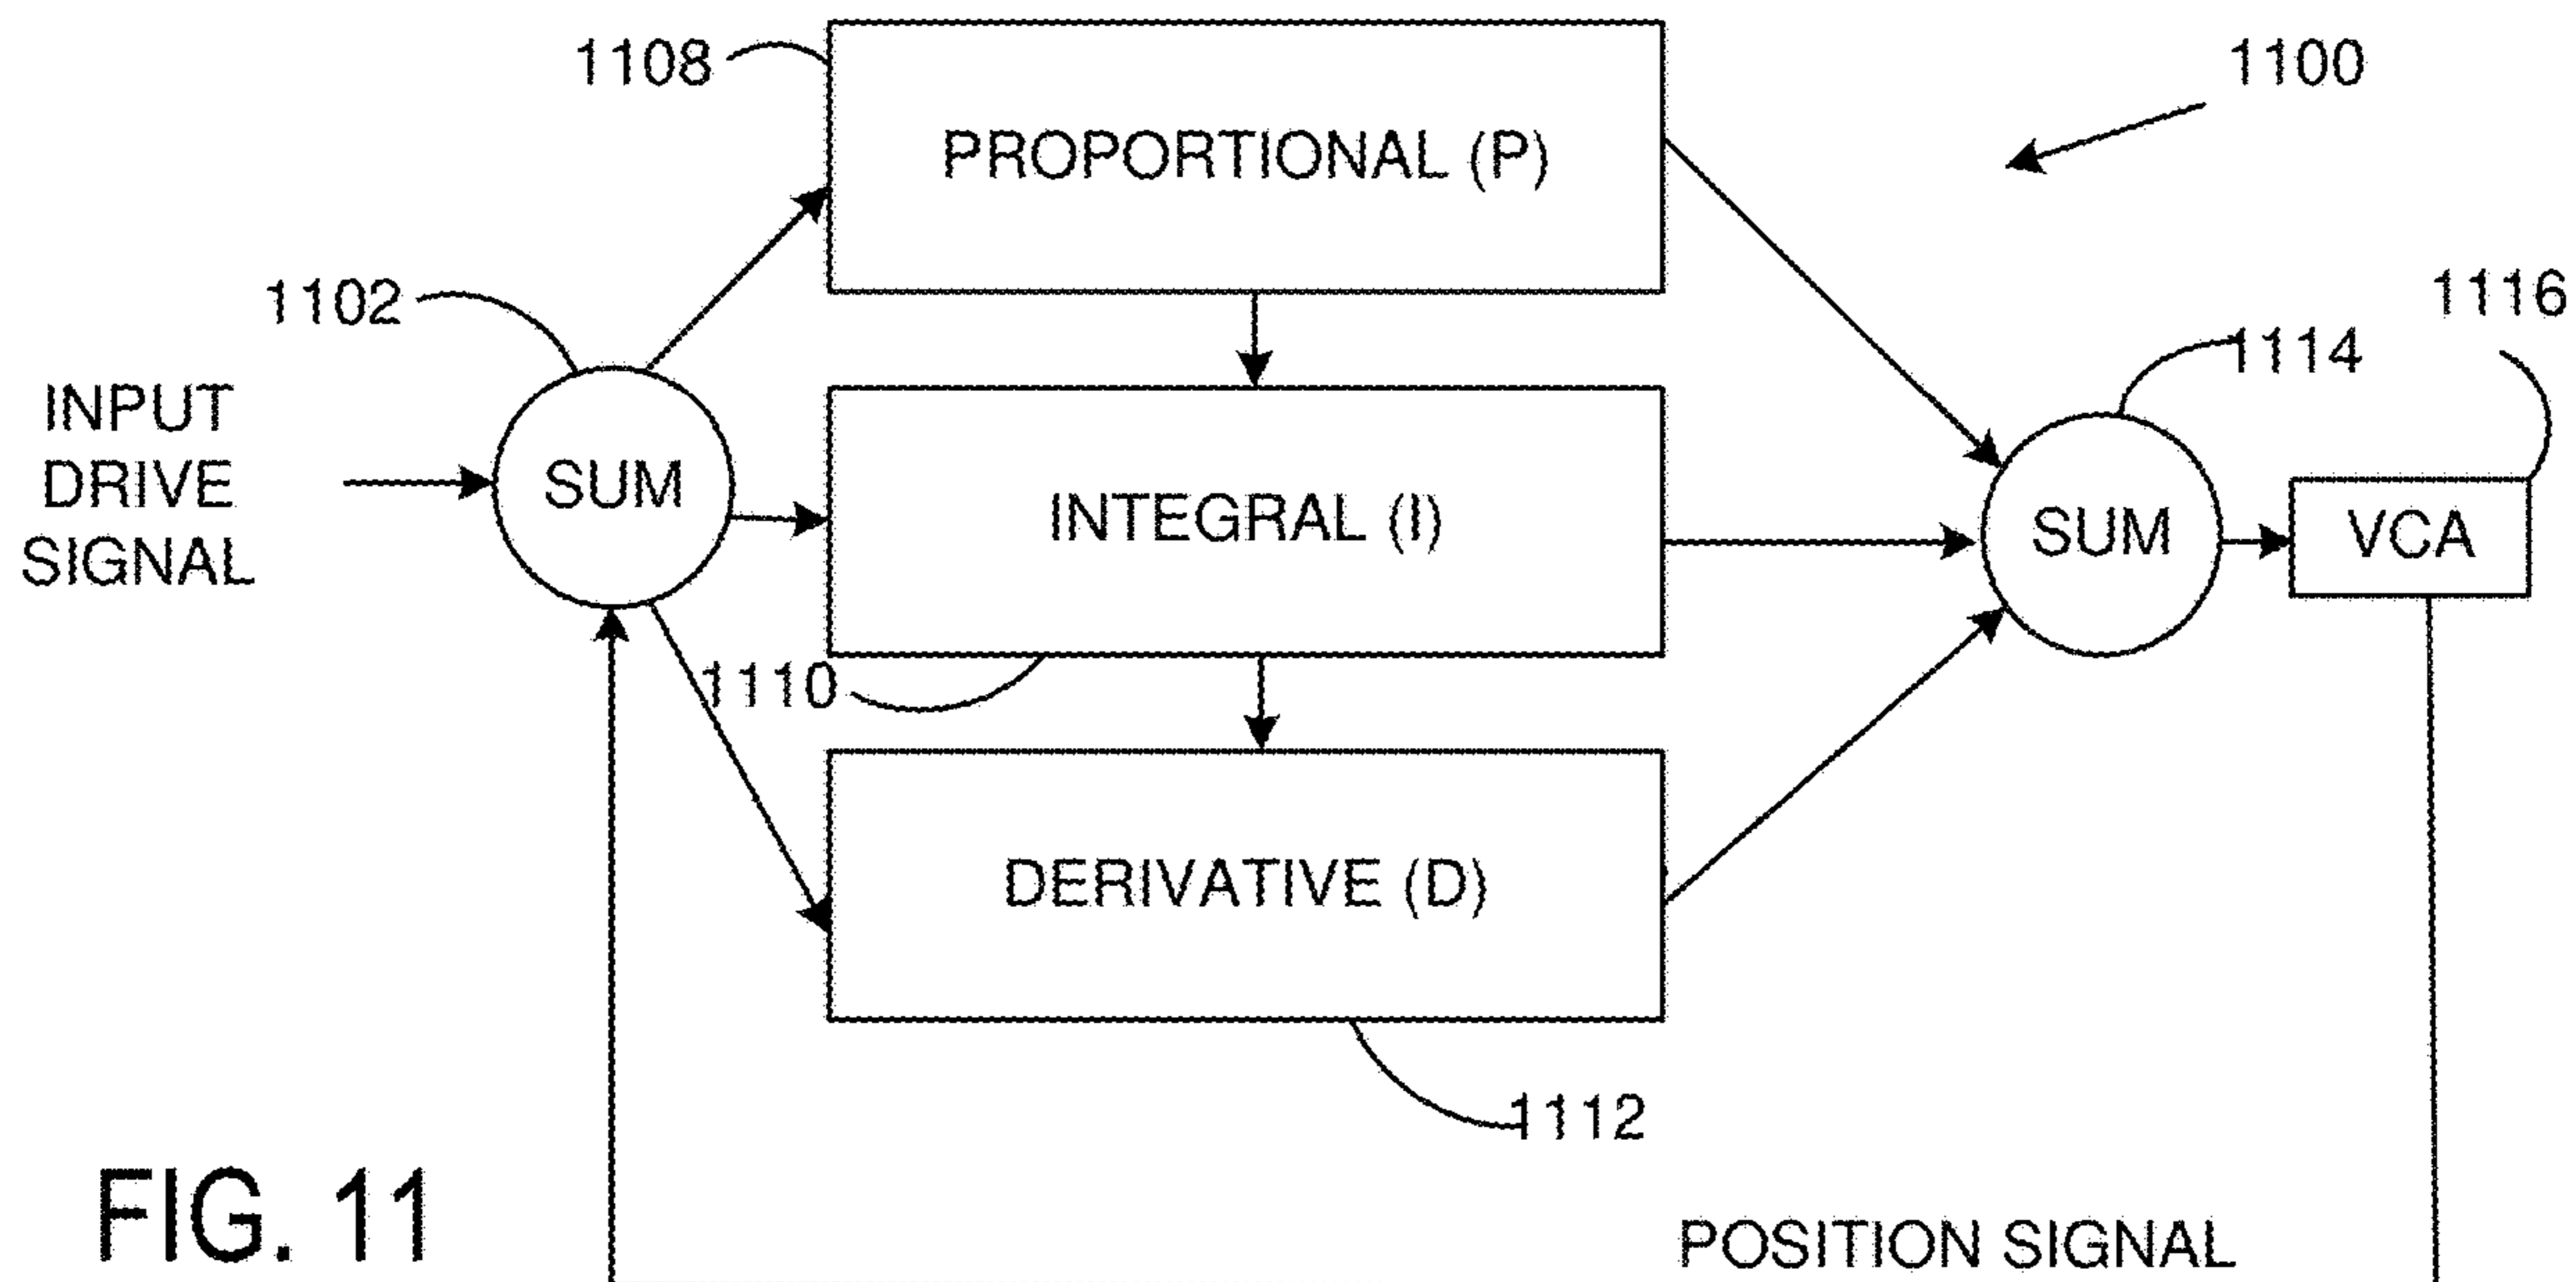 1108
PROPORTIONAL (P)
1100
1102
1116
1114
INPUT
DRIVE
SIGNAL
SUM
INTEGRAL (I)
SUM
VCA
1110
DERIVATIVE (D)
1112
FIG. 11
POSITION SIGNAL